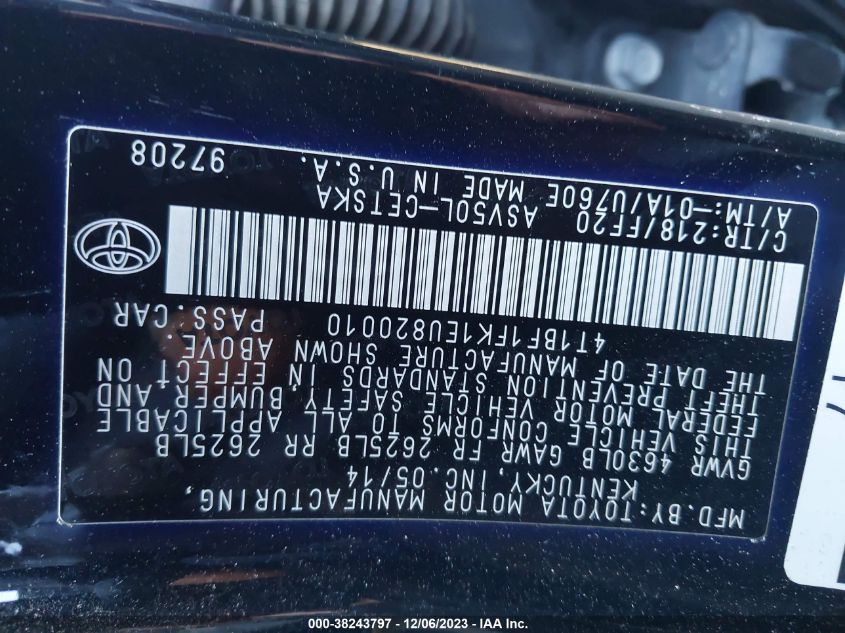 MFD.BY:TOYOTA MOTOR MANUFACTURING,
KENTUCKY, INC. 05/14
GVWR 4630LB GAWR FR 2625LB RR 2625LB
THIS VEHICLE CONFORMS TO ALL APPLICABLE
FEDERAL MOTOR VEHICLE SAFETY BUMPER AND
THEFT PREVENTION STANDARDS IN EFFECT ON
THE DATE OF MANUFACTURE SHOWN ABOVE.
4T1BF1FK1EU820010 PASS.CAR
C/TR:218/FF20 ASV50L-CETSKA
A/TM:-01A/U760E MADE IN U.S.A. 97208
000-38243797 - 12/06/2023 - IAA Inc.